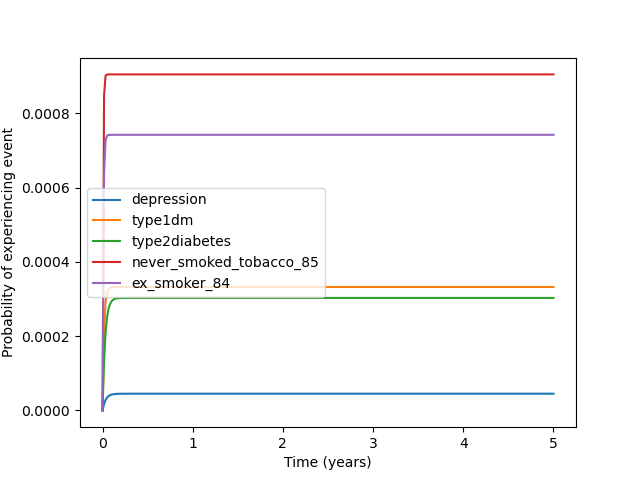 Probability of experiencing event
0.0008
0.0006
0.0004
0.0002
0.0000
depression
type1dm
type2diabetes
never_smoked_tobacco_85
ex_smoker_84
0 1 2 3 4 5
Time (years)